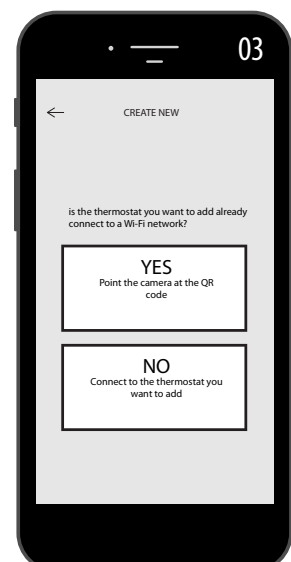 03
CREATE NEW
is the thermostat you want to add already
connect to a Wi-Fi network?
YES
Point the camera at the QR
code
NO
Connect to the thermostat you
want to add